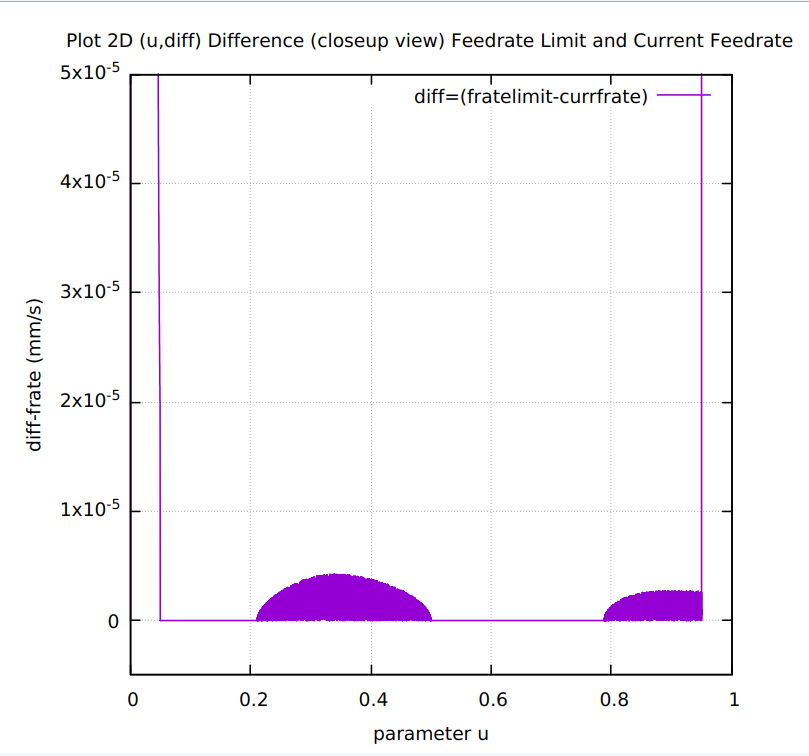 Plot 2D (u,diff) Difference (closeup view) Feedrate Limit and Current Feedrate
diff=(fratelimit-currfrate)
5x10⁻⁵
4x10⁻⁵
3x10⁻⁵
2x10⁻⁵
1x10⁻⁵
0
diff-frate (mm/s)
0 0.2 0.4 0.6 0.8 1
parameter u